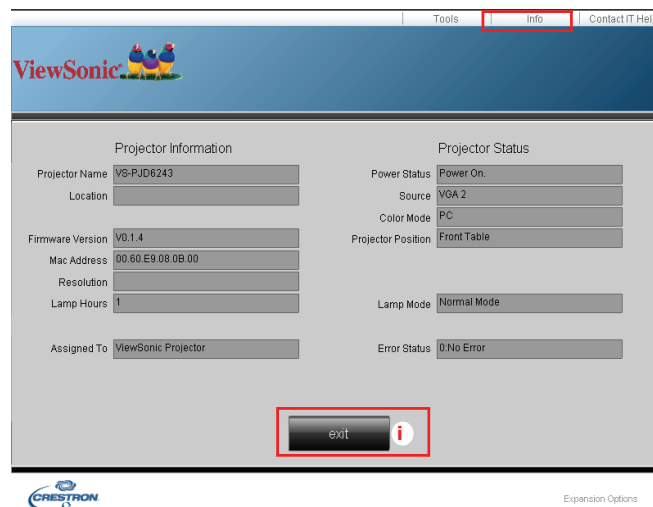 Tools Info Contact IT Hel
ViewSonic
Projector Information
Projector Name VS-PJD6243
Location
Firmware Version V0.1.4
Mac Address 00.60.E9.08.0B.00
Resolution
Lamp Hours 1
Assigned To ViewSonic Projector
Projector Status
Power Status Power On.
Source VGA 2
Color Mode PC
Projector Position Front Table
Lamp Mode Normal Mode
Error Status 0:No Error
exit i
CRESTRON
Expansion Options